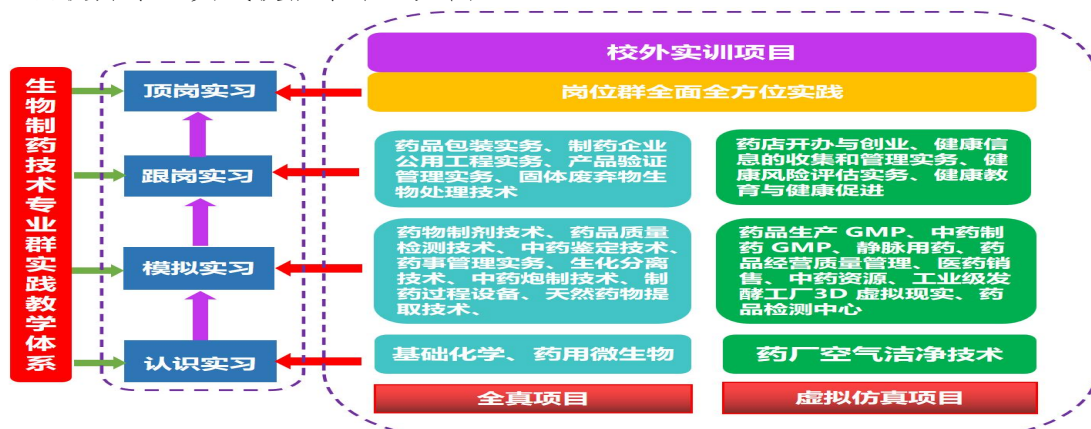 生物制药技术专业群实践教学体系
顶岗实习
跟岗实习
模拟实习
认识实习
校外实训项目
岗位群全面全方位实践
药品包装实务、制药企业
公用工程实务、产品验证
管理实务、固体废弃物生
物处理技术
药店开办与创业、健康信
息的收集和管理实务、健
康风险评估实务、健康教
育与健康促进
药物制剂技术、药品质量
检测技术、中药鉴定技术、
药事管理实务、生化分离
技术、中药炮制技术、制
药过程设备、天然药物提
取技术、
药品生产 GMP、中药制
药 GMP、静脉用药、药
品经营质量管理、医药销
售、中药资源、工业级发
酵工厂3D 虚拟现实、药
品检测中心
基础化学、药用微生物
药厂空气洁净技术
全真项目
虚拟仿真项目